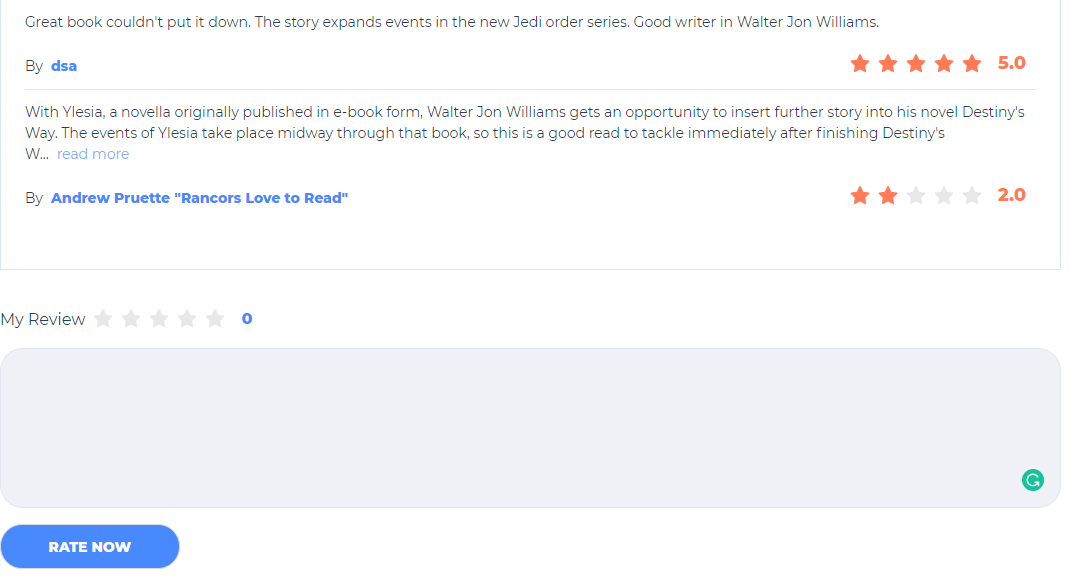 Great book couldn't put it down. The story expands events in the new Jedi order series. Good writer in Walter Jon Williams.
By dsa 5.0
With Ylesia, a novella originally published in e-book form, Walter Jon Williams gets an opportunity to insert further story into his novel Destiny's
Way. The events of Ylesia take place midway through that book, so this is a good read to tackle immediately after finishing Destiny's
W... read more
By Andrew Pruette "Rancors Love to Read" 2.0
My Review 0
RATE NOW